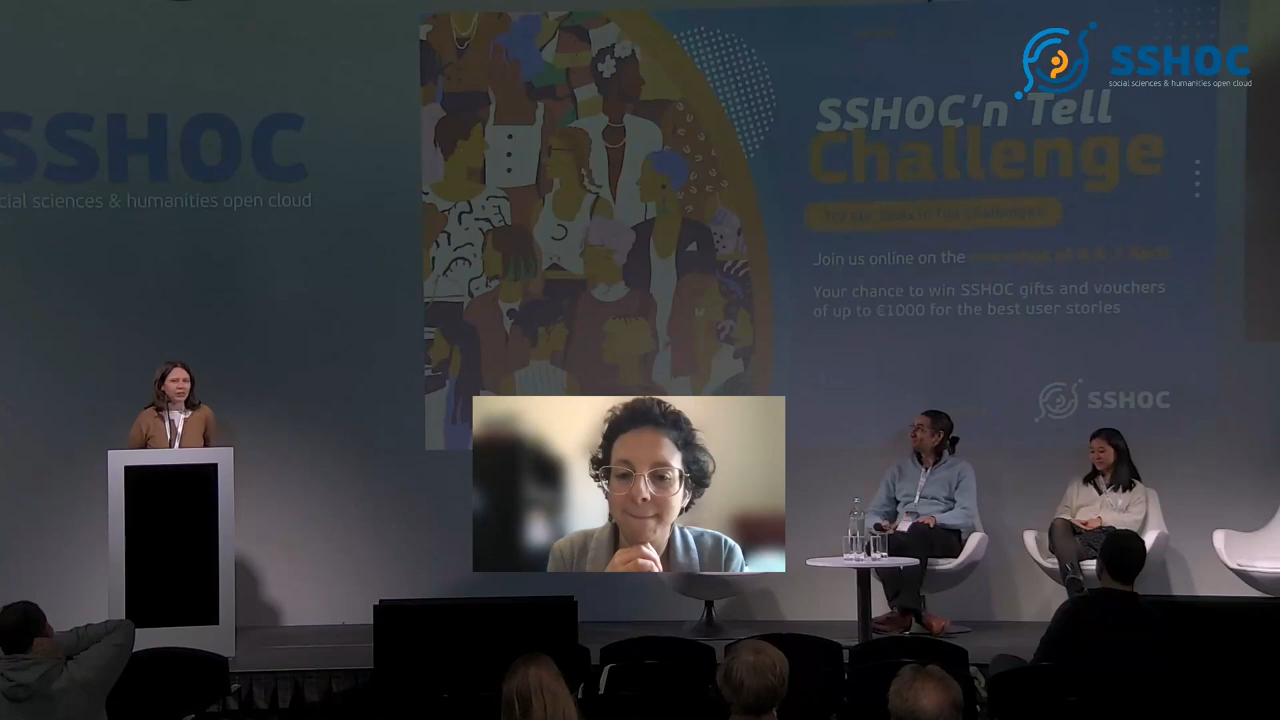 SSHOC
social sciences & humanities open cloud
SSHOC
cial sciences & humanities open cloud
SSHOC'n Tell
Challenge
Join us online on the
Your chance to win SSHOC gifts and vouchers
of up to €1000 for the best user stories
SSHOC